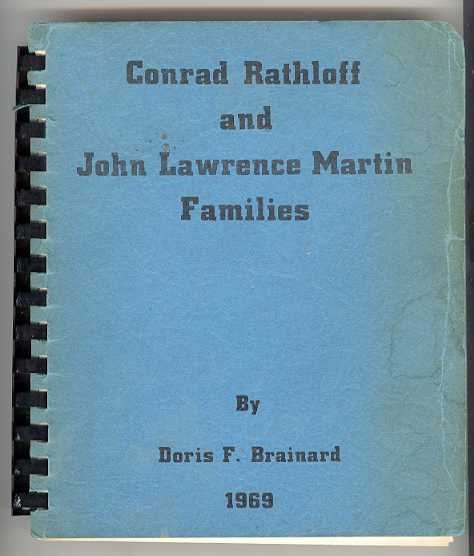 Conrad Rathloff
and
John Lawrence Martin
Families
By
Doris F. Brainard
1969